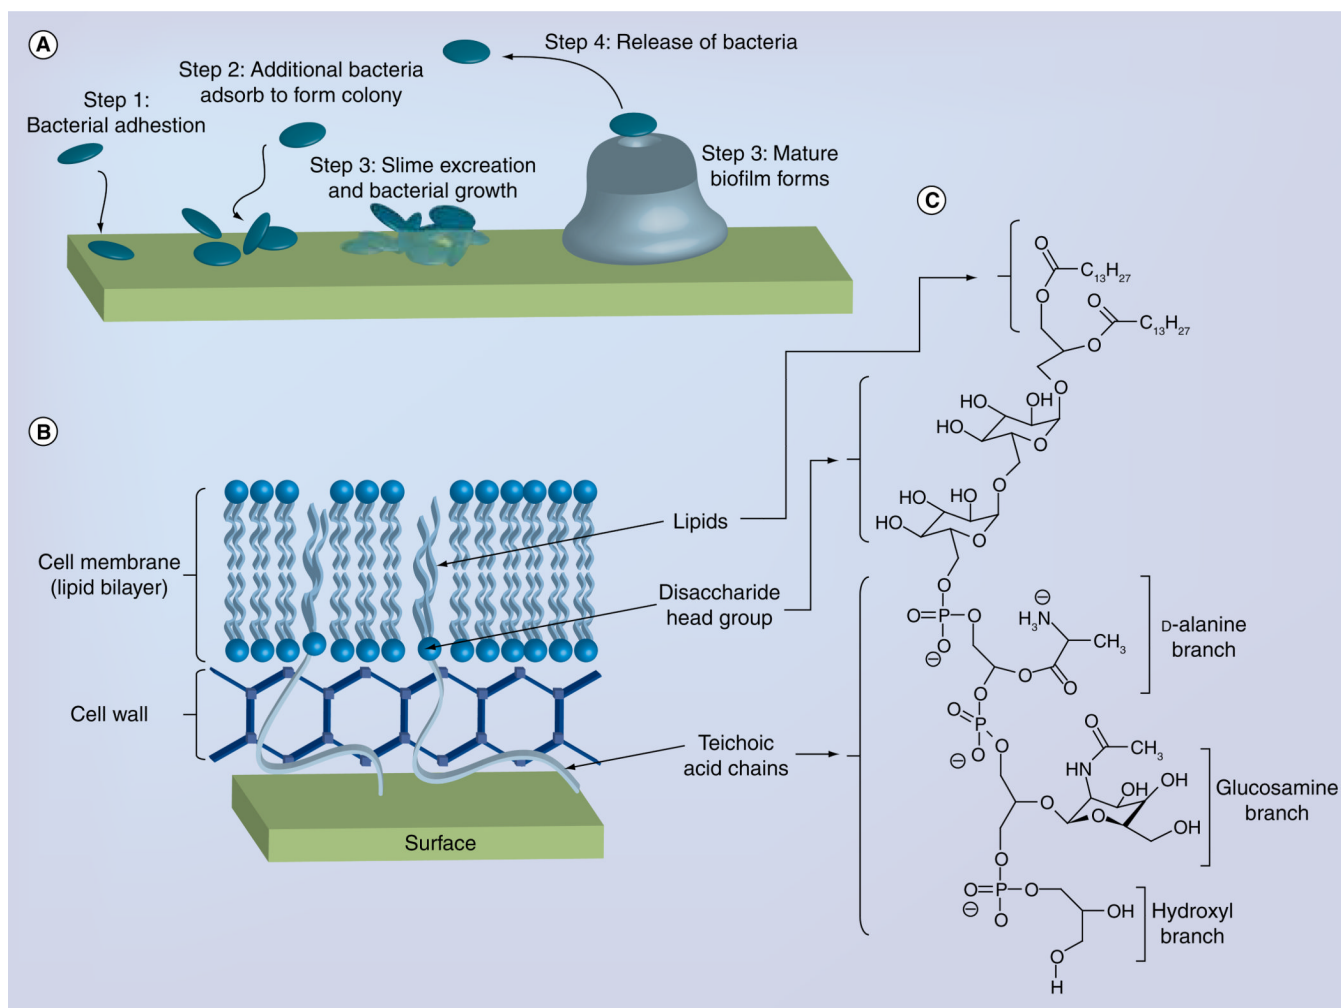 A
Step 1:
Bacterial adhestion
Step 2: Additional bacteria
adsorb to form colony
Step 3: Slime excretion
and bacterial growth
Step 4: Release of bacteria
Step 3: Mature
biofilm forms
B
Cell membrane
(lipid bilayer)
Cell wall
Lipids
Disaccharide
head group
Teichoic
acid chains
Surface
C
O
C13H27
O
O
C13H27
O
O
HO
OH
HO
O
O
HO
OH
HO
O
O
O=P–O
O
⊖
⊖
H3N
CH3
O
O
D-alanine
branch
O
O=P
O
O
⊖
O
CH3
HN
OH
OH
O
O
OH
Glucosamine
branch
O
O=P–O
⊖
O
OH
O
H
Hydroxyl
branch